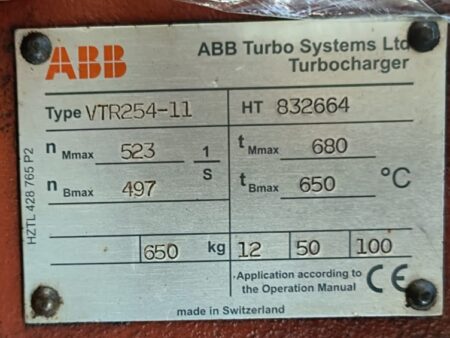 ABB
ABB Turbo Systems Ltd
Turbocharger
Type VTR254-11
HT 832664
n Mmax 523 1/S
t Mmax 680
n Bmax 497
t Bmax 650 °C
650 kg 12 50 100
Application according to
the Operation Manual CE
made in Switzerland
HZTL 428 765 P2